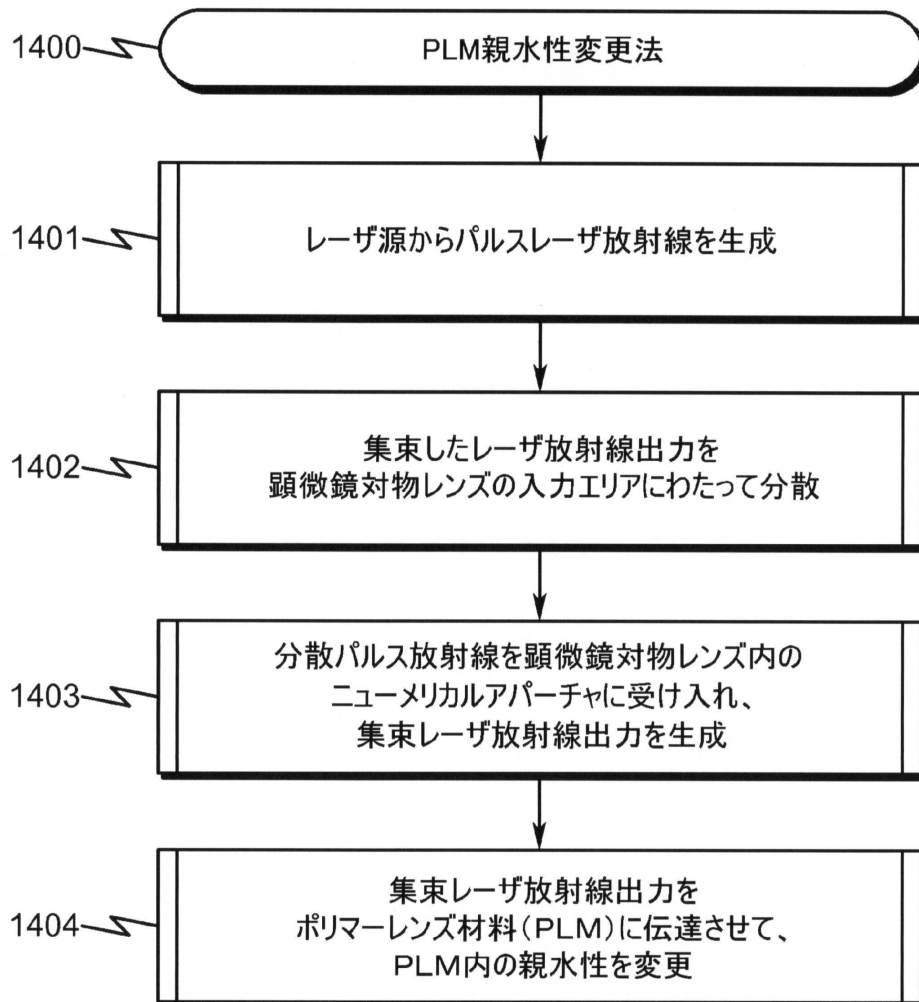 1400
PLM親水性変更法
1401
レーザ源からパルスレーザ放射線を生成
1402
集束したレーザ放射線出力を
顕微鏡対物レンズの入力エリアにわたって分散
1403
分散パルス放射線を顕微鏡対物レンズ内の
ニューメリカルアパーチャに受け入れ、
集束レーザ放射線出力を生成
1404
集束レーザ放射線出力を
ポリマーレンズ材料(PLM)に伝達させて、
PLM内の親水性を変更